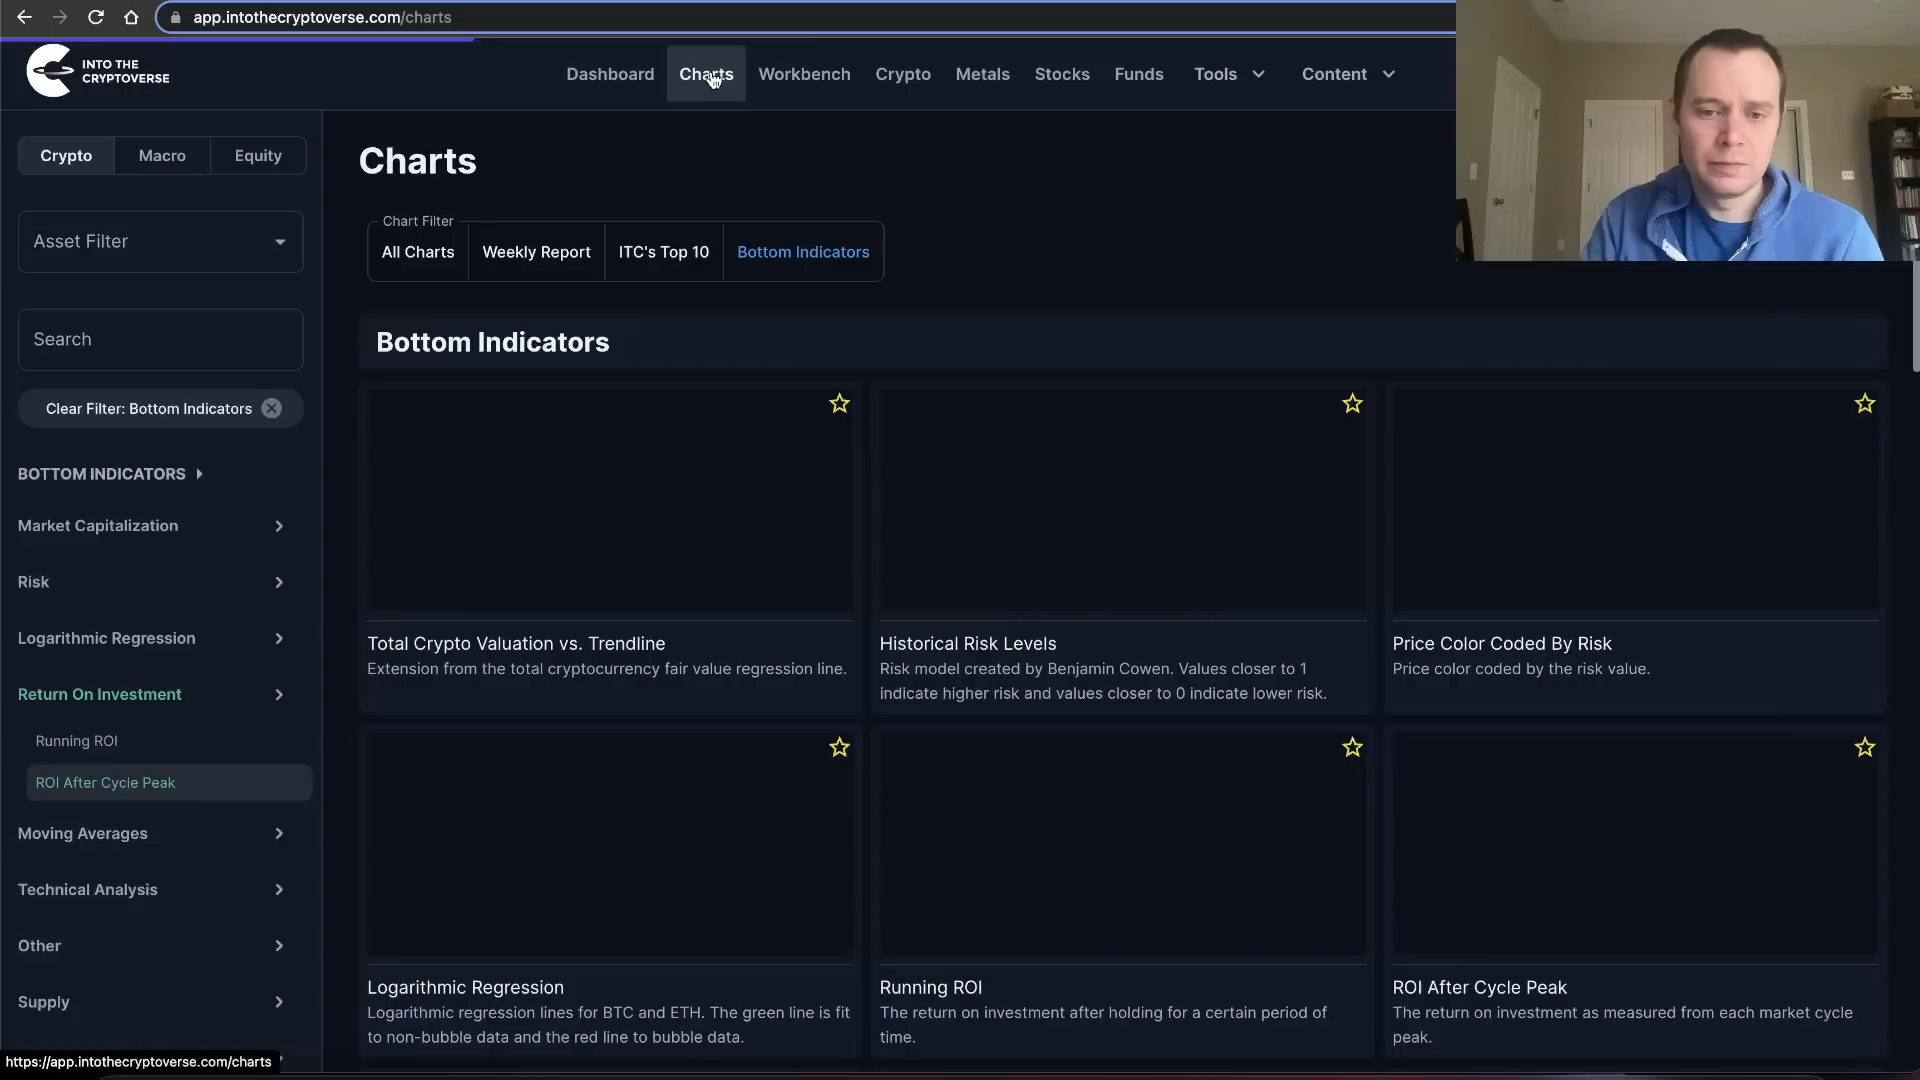 app.intothecryptoverse.com/charts
INTO THE
CRYPTOVERSE
Dashboard
Charts
Workbench
Crypto
Metals
Stocks
Funds
Tools
Content
Crypto
Macro
Equity
Asset Filter
Search
Clear Filter: Bottom Indicators
BOTTOM INDICATORS
Market Capitalization
Risk
Logarithmic Regression
Return On Investment
Running ROI
ROI After Cycle Peak
Moving Averages
Technical Analysis
Other
Supply
Charts
Chart Filter
All Charts
Weekly Report
ITC's Top 10
Bottom Indicators
Bottom Indicators
Total Crypto Valuation vs. Trendline
Extension from the total cryptocurrency fair value regression line.
Historical Risk Levels
Risk model created by Benjamin Cowen. Values closer to 1
indicate higher risk and values closer to 0 indicate lower risk.
Price Color Coded By Risk
Price color coded by the risk value.
Logarithmic Regression
Logarithmic regression lines for BTC and ETH. The green line is fit
to non-bubble data and the red line to bubble data.
Running ROI
The return on investment after holding for a certain period of
time.
ROI After Cycle Peak
The return on investment as measured from each market cycle
peak.
https://app.intothecryptoverse.com/charts